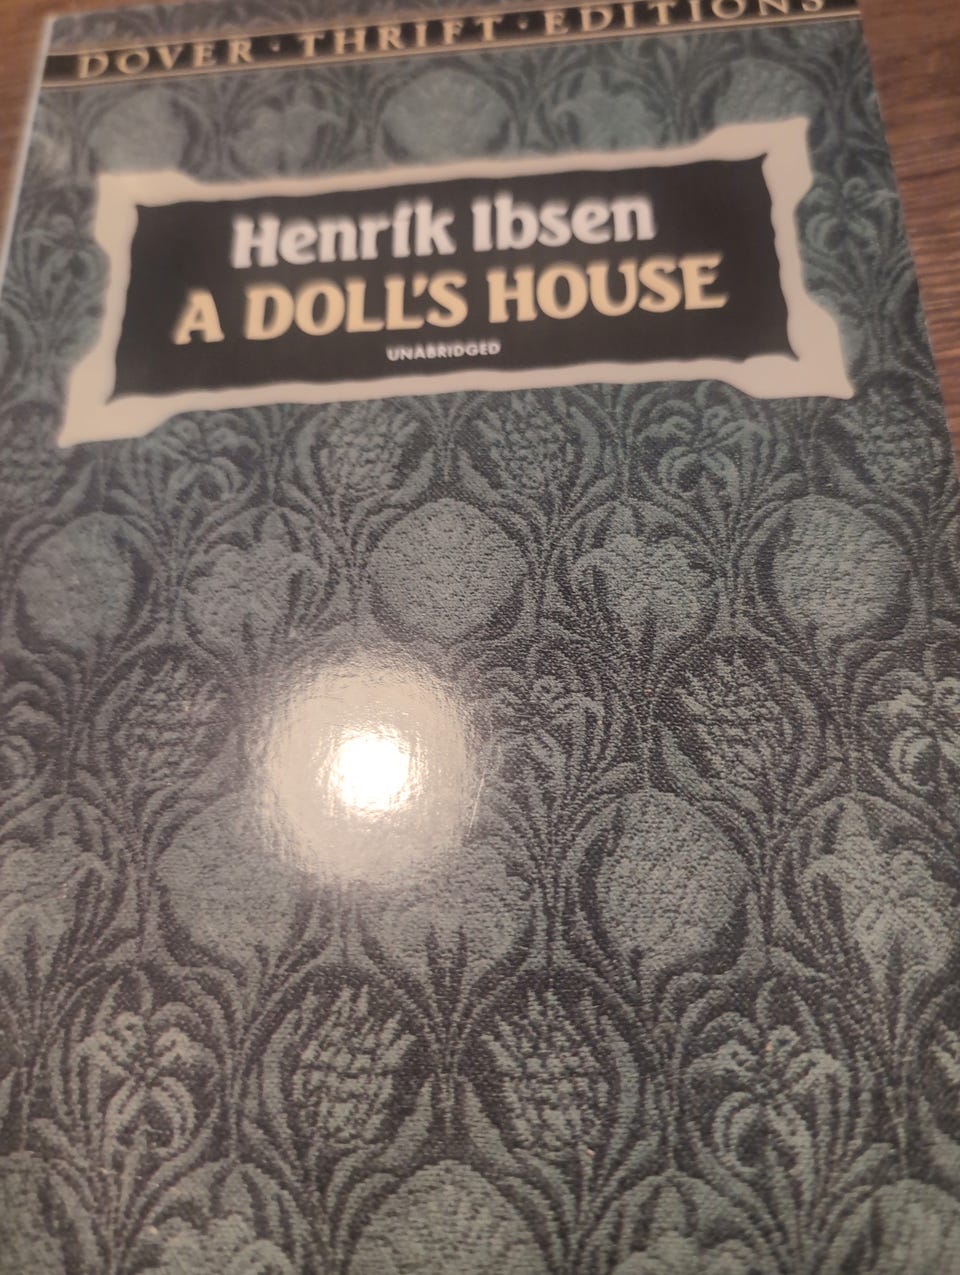 DOVER · THRIFT · EDITIONS
Henrik Ibsen
A DOLL'S HOUSE
UNABRIDGED